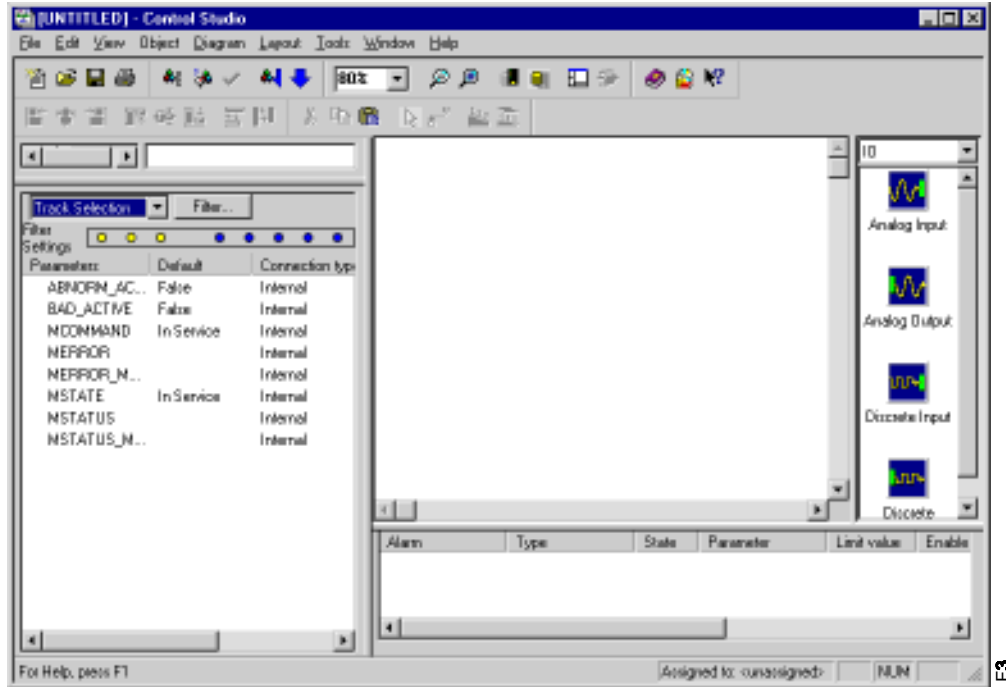 [UNTITLED] - Control Studio
File Edit View Object Diagram Layout Tools Window Help
80%
IO
Track Selection Filter...
Filter Settings
Parameters Default Connection type
ABNORM_AC... False Internal
BAD_ACTIVE False Internal
MCOMMAND In Service Internal
MERROR Internal
MERROR_M... Internal
MSTATE In Service Internal
MSTATUS Internal
MSTATUS_M... Internal
Analog Input
Analog Output
Discrete Input
Discrete
Alarm Type State Parameter Limit value Enable
For Help, press F1 Assigned to: <unassigned> NUM